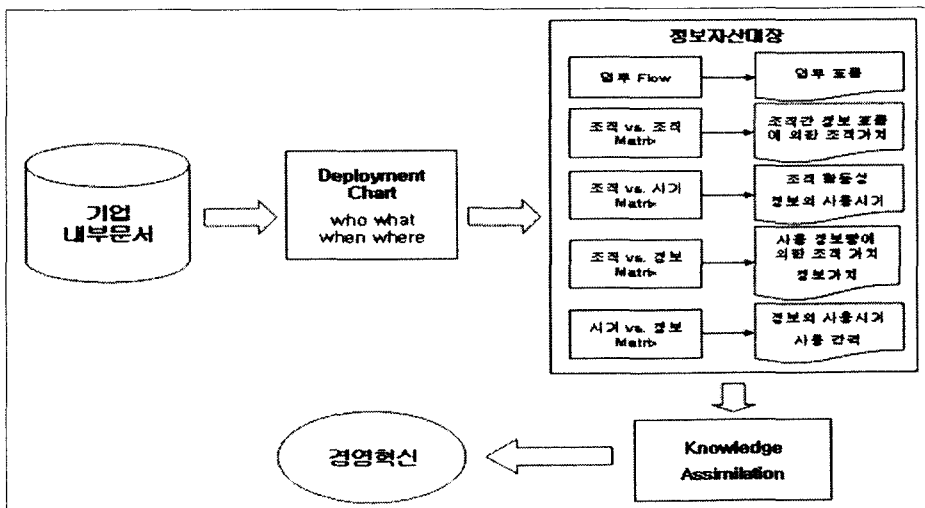 정보자산대장
업무 Flow
업무 흐름
조직 vs. 조직
Matrix
조직간 정보 흐름
에 의한 조직가치
조직 vs. 시기
Matrix
조직 활동성
정보의 사용시기
조직 vs. 정보
Matrix
사용 정보량에
의한 조직 가치
정보가치
시기 vs. 정보
Matrix
정보의 사용시기
사용 간격
기업
내부문서
Deployment
Chart
who what
when where
Knowledge
Assimilation
경영혁신